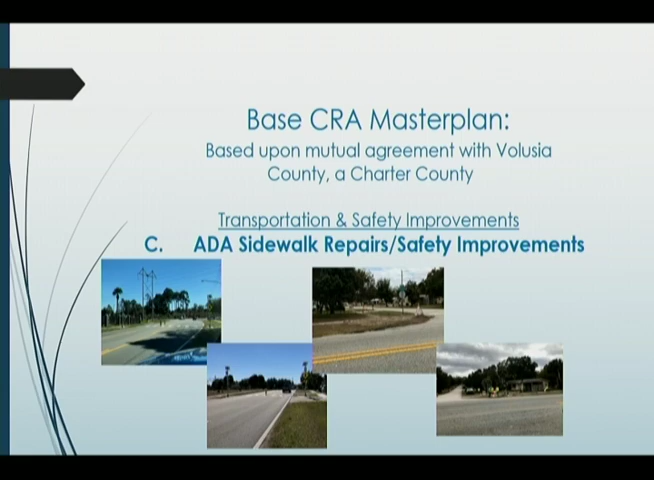 Base CRA Masterplan:
Based upon mutual agreement with Volusia
County, a Charter County
Transportation & Safety Improvements
C. ADA Sidewalk Repairs/Safety Improvements